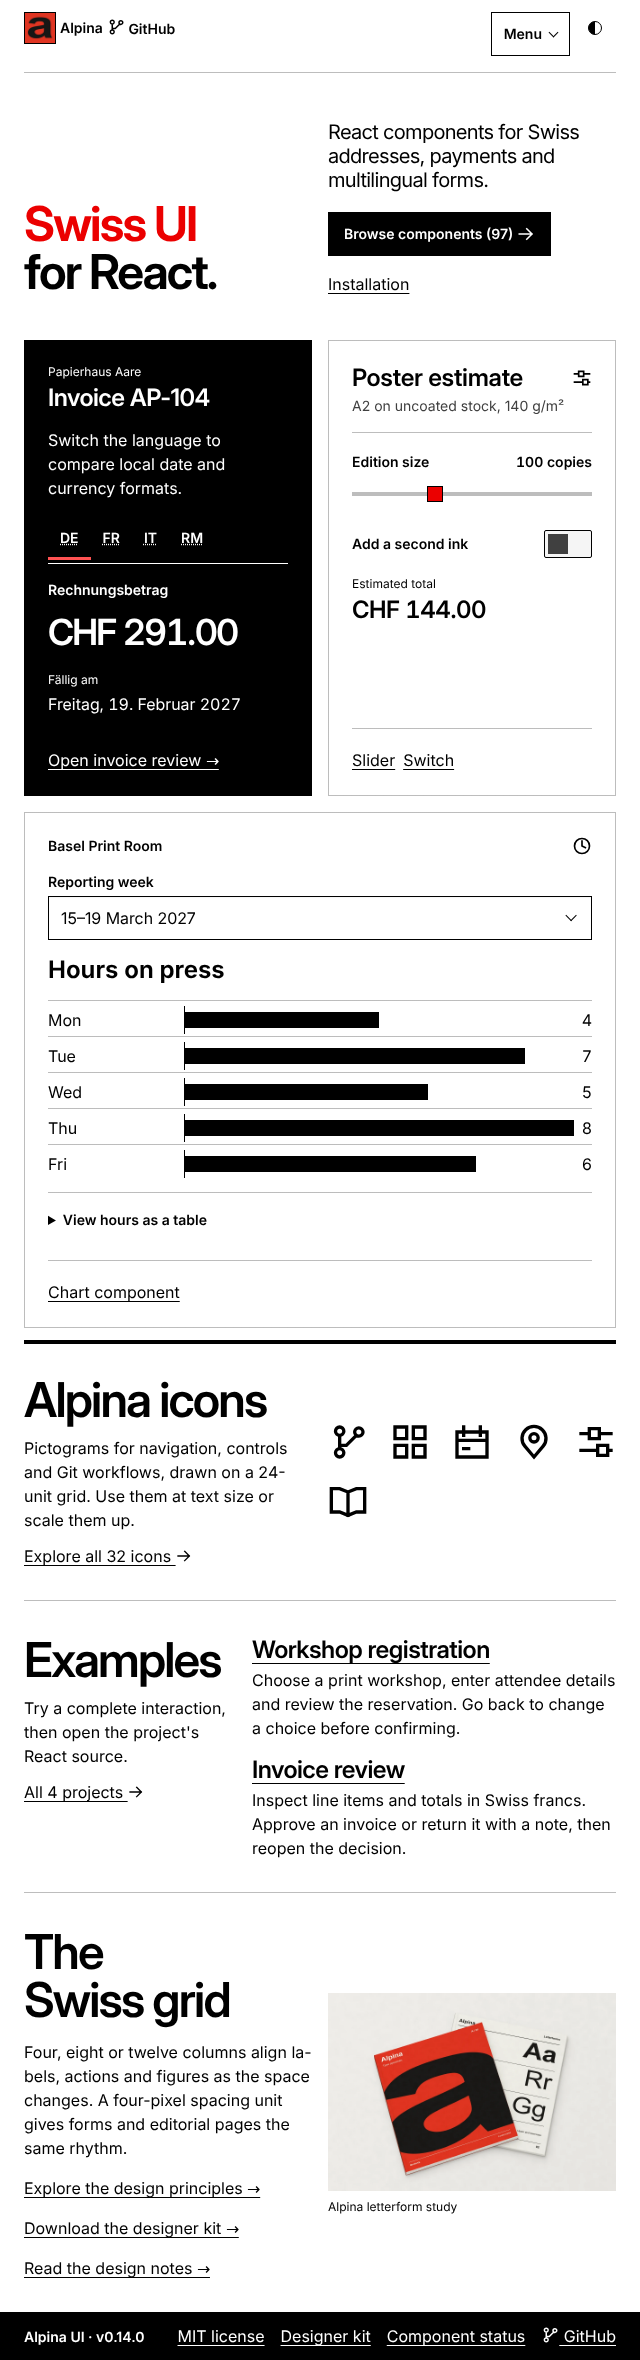 a Alpina GitHub Menu
React components for Swiss
addresses, payments and
multilingual forms.
Swiss UI
for React.
Browse components (97) →
Installation
Papierhaus Aare
Invoice AP-104
Switch the language to
compare local date and
currency formats.
DE FR IT RM
Rechnungsbetrag
CHF 291.00
Fällig am
Freitag, 19. Februar 2027
Open invoice review →
Poster estimate
A2 on uncoated stock, 140 g/m²
Edition size 100 copies
Add a second ink
Estimated total
CHF 144.00
Slider Switch
Basel Print Room
Reporting week
15–19 March 2027
Hours on press
Mon 4
Tue 7
Wed 5
Thu 8
Fri 6
View hours as a table
Chart component
Alpina icons
Pictograms for navigation, controls
and Git workflows, drawn on a 24-
unit grid. Use them at text size or
scale them up.
Explore all 32 icons →
Examples
Try a complete interaction,
then open the project's
React source.
All 4 projects →
Workshop registration
Choose a print workshop, enter attendee details
and review the reservation. Go back to change
a choice before confirming.
Invoice review
Inspect line items and totals in Swiss francs.
Approve an invoice or return it with a note, then
reopen the decision.
The
Swiss grid
Four, eight or twelve columns align la-
bels, actions and figures as the space
changes. A four-pixel spacing unit
gives forms and editorial pages the
same rhythm.
Explore the design principles →
Download the designer kit →
Read the design notes →
Alpina
a
Alpina
Aa
Rr
Gg
Alpina letterform study
Alpina UI · v0.14.0 MIT license Designer kit Component status GitHub